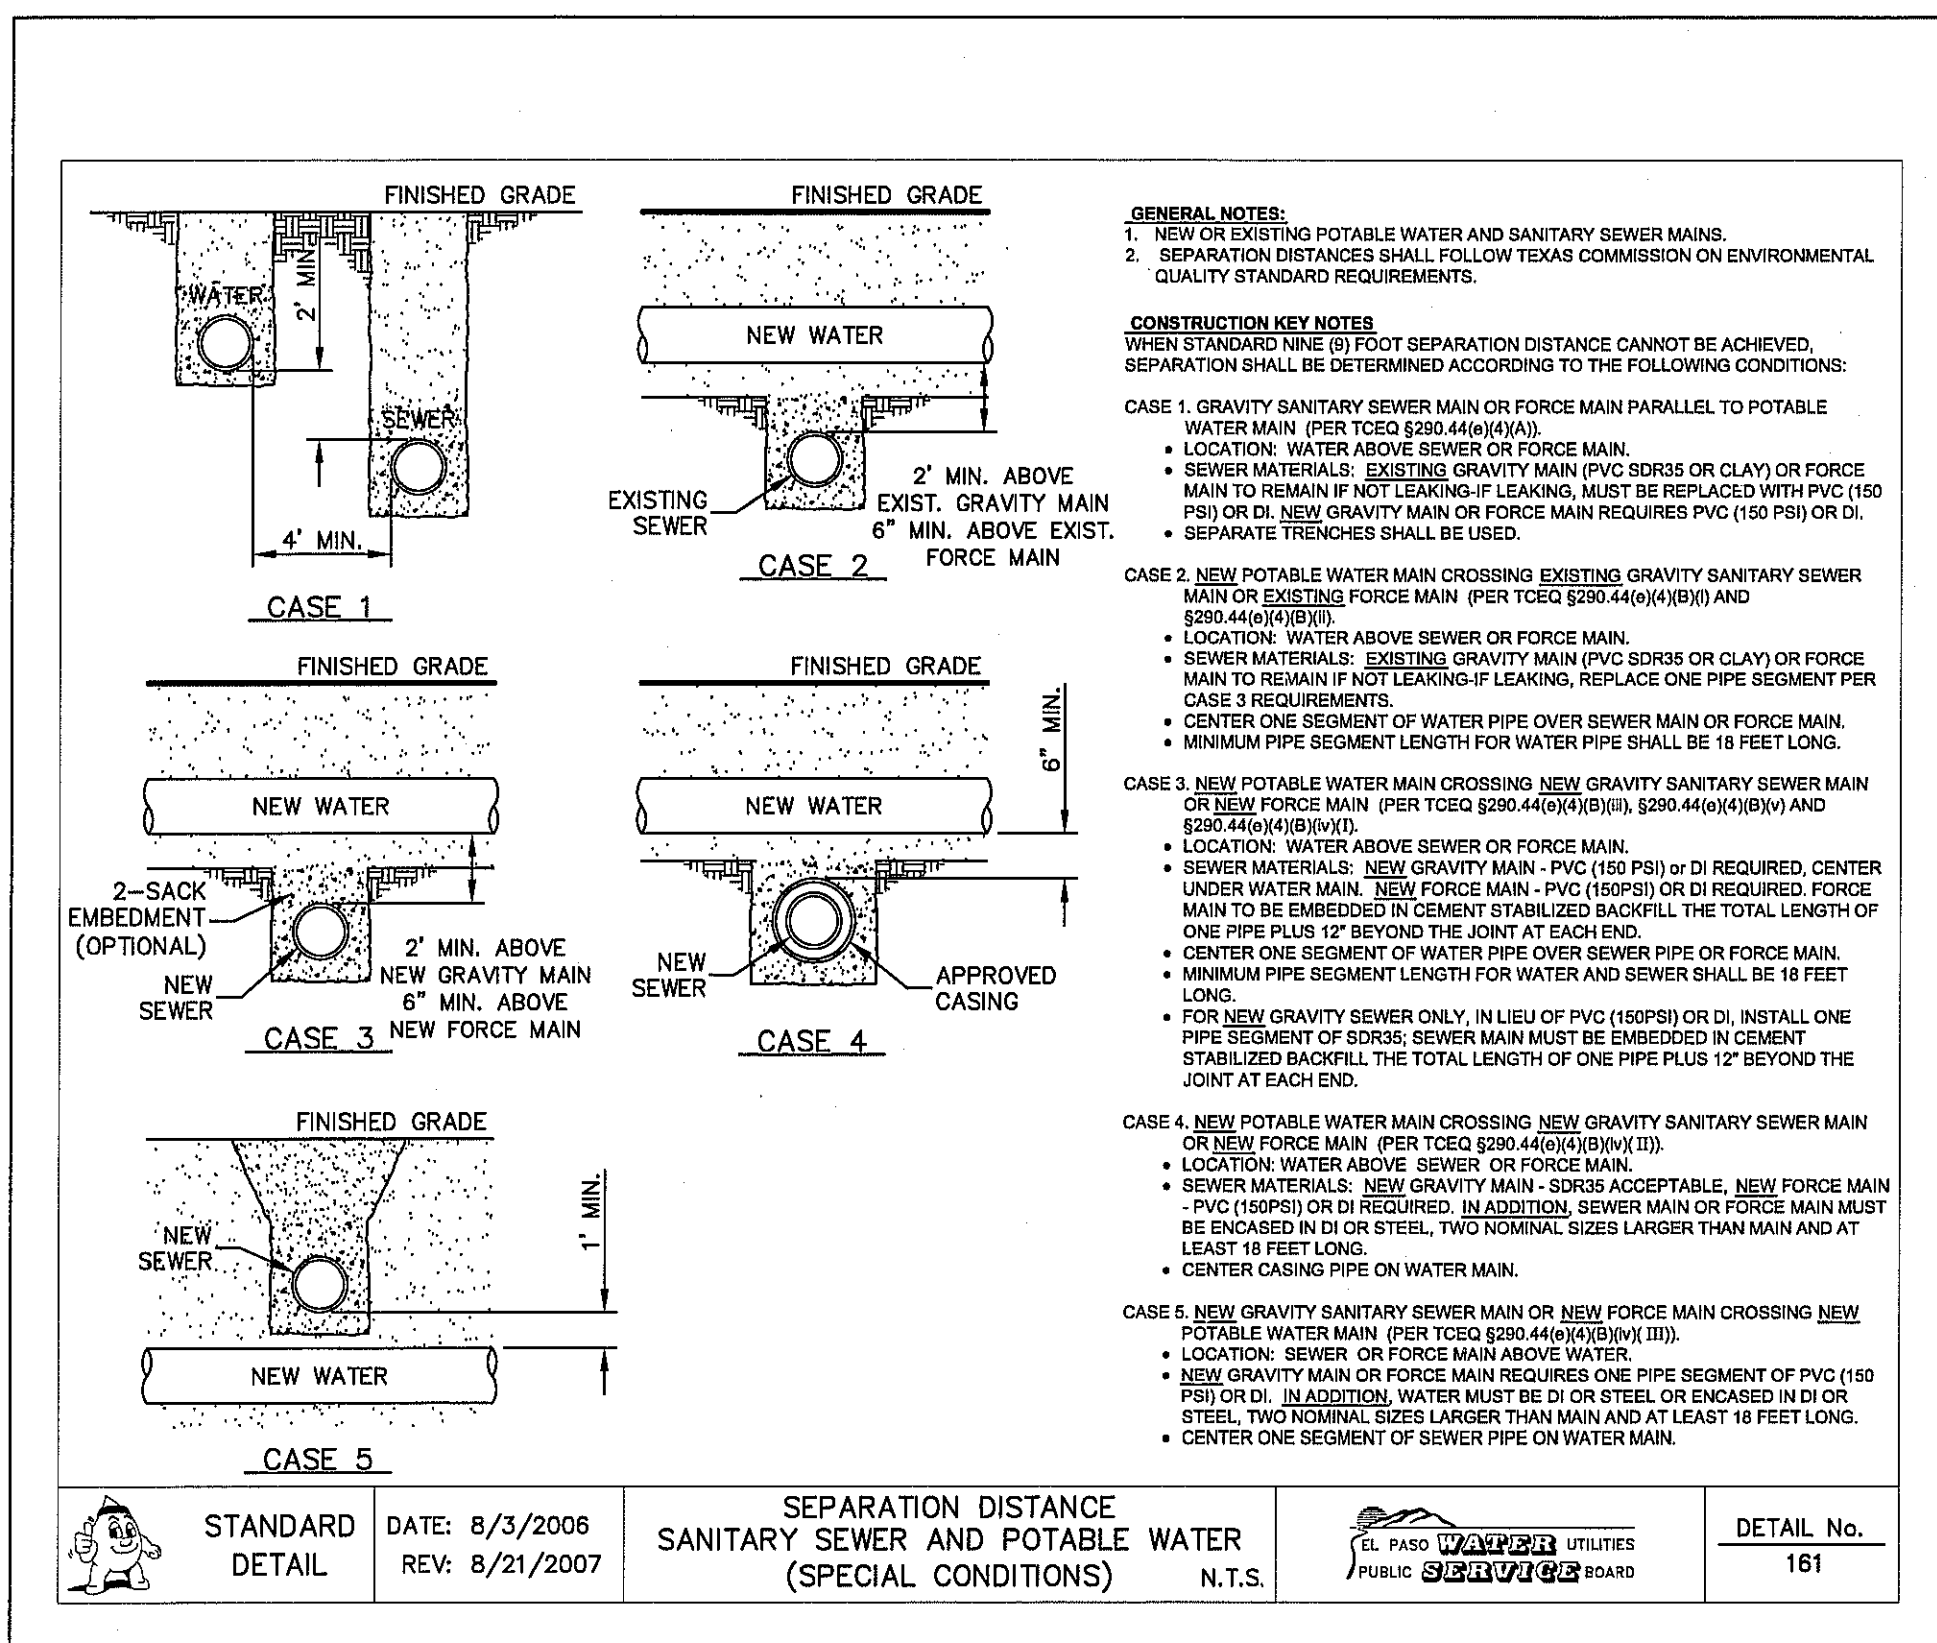 FINISHED GRADE
WATER
2' MIN.
SEWER
4' MIN.
CASE 1
FINISHED GRADE
NEW WATER
EXISTING
SEWER
2' MIN. ABOVE
EXIST. GRAVITY MAIN
6" MIN. ABOVE EXIST.
FORCE MAIN
CASE 2
FINISHED GRADE
NEW WATER
2-SACK
EMBEDMENT
(OPTIONAL)
NEW
SEWER
2' MIN. ABOVE
NEW GRAVITY MAIN
6" MIN. ABOVE
NEW FORCE MAIN
CASE 3
FINISHED GRADE
6" MIN.
NEW WATER
NEW
SEWER
APPROVED
CASING
CASE 4
FINISHED GRADE
NEW
SEWER
1' MIN.
NEW WATER
CASE 5
GENERAL NOTES:
1. NEW OR EXISTING POTABLE WATER AND SANITARY SEWER MAINS.
2. SEPARATION DISTANCES SHALL FOLLOW TEXAS COMMISSION ON ENVIRONMENTAL
QUALITY STANDARD REQUIREMENTS.
CONSTRUCTION KEY NOTES
WHEN STANDARD NINE (9) FOOT SEPARATION DISTANCE CANNOT BE ACHIEVED,
SEPARATION SHALL BE DETERMINED ACCORDING TO THE FOLLOWING CONDITIONS:
CASE 1. GRAVITY SANITARY SEWER MAIN OR FORCE MAIN PARALLEL TO POTABLE
WATER MAIN (PER TCEQ §290.44(e)(4)(A)).
• LOCATION: WATER ABOVE SEWER OR FORCE MAIN.
• SEWER MATERIALS: EXISTING GRAVITY MAIN (PVC SDR35 OR CLAY) OR FORCE
MAIN TO REMAIN IF NOT LEAKING-IF LEAKING, MUST BE REPLACED WITH PVC (150
PSI) OR DI. NEW GRAVITY MAIN OR FORCE MAIN REQUIRES PVC (150 PSI) OR DI.
• SEPARATE TRENCHES SHALL BE USED.
CASE 2. NEW POTABLE WATER MAIN CROSSING EXISTING GRAVITY SANITARY SEWER
MAIN OR EXISTING FORCE MAIN (PER TCEQ §290.44(e)(4)(B)(i) AND
§290.44(e)(4)(B)(ii).
• LOCATION: WATER ABOVE SEWER OR FORCE MAIN.
• SEWER MATERIALS: EXISTING GRAVITY MAIN (PVC SDR35 OR CLAY) OR FORCE
MAIN TO REMAIN IF NOT LEAKING-IF LEAKING, REPLACE ONE PIPE SEGMENT PER
CASE 3 REQUIREMENTS.
• CENTER ONE SEGMENT OF WATER PIPE OVER SEWER MAIN OR FORCE MAIN.
• MINIMUM PIPE SEGMENT LENGTH FOR WATER PIPE SHALL BE 18 FEET LONG.
CASE 3. NEW POTABLE WATER MAIN CROSSING NEW GRAVITY SANITARY SEWER MAIN
OR NEW FORCE MAIN (PER TCEQ §290.44(e)(4)(B)(iii), §290.44(e)(4)(B)(v) AND
§290.44(e)(4)(B)(iv)(I).
• LOCATION: WATER ABOVE SEWER OR FORCE MAIN.
• SEWER MATERIALS: NEW GRAVITY MAIN - PVC (150 PSI) or DI REQUIRED, CENTER
UNDER WATER MAIN. NEW FORCE MAIN - PVC (150PSI) OR DI REQUIRED. FORCE
MAIN TO BE EMBEDDED IN CEMENT STABILIZED BACKFILL THE TOTAL LENGTH OF
ONE PIPE PLUS 12" BEYOND THE JOINT AT EACH END.
• CENTER ONE SEGMENT OF WATER PIPE OVER SEWER PIPE OR FORCE MAIN.
• MINIMUM PIPE SEGMENT LENGTH FOR WATER AND SEWER SHALL BE 18 FEET
LONG.
• FOR NEW GRAVITY SEWER ONLY, IN LIEU OF PVC (150PSI) OR DI, INSTALL ONE
PIPE SEGMENT OF SDR35; SEWER MAIN MUST BE EMBEDDED IN CEMENT
STABILIZED BACKFILL THE TOTAL LENGTH OF ONE PIPE PLUS 12" BEYOND THE
JOINT AT EACH END.
CASE 4. NEW POTABLE WATER MAIN CROSSING NEW GRAVITY SANITARY SEWER MAIN
OR NEW FORCE MAIN (PER TCEQ §290.44(e)(4)(B)(iv)( II)).
• LOCATION: WATER ABOVE SEWER OR FORCE MAIN.
• SEWER MATERIALS: NEW GRAVITY MAIN - SDR35 ACCEPTABLE, NEW FORCE MAIN
- PVC (150PSI) OR DI REQUIRED. IN ADDITION, SEWER MAIN OR FORCE MAIN MUST
BE ENCASED IN DI OR STEEL, TWO NOMINAL SIZES LARGER THAN MAIN AND AT
LEAST 18 FEET LONG.
• CENTER CASING PIPE ON WATER MAIN.
CASE 5. NEW GRAVITY SANITARY SEWER MAIN OR NEW FORCE MAIN CROSSING NEW
POTABLE WATER MAIN (PER TCEQ §290.44(e)(4)(B)(iv)( III)).
• LOCATION: SEWER OR FORCE MAIN ABOVE WATER.
• NEW GRAVITY MAIN OR FORCE MAIN REQUIRES ONE PIPE SEGMENT OF PVC (150
PSI) OR DI. IN ADDITION, WATER MUST BE DI OR STEEL OR ENCASED IN DI OR
STEEL, TWO NOMINAL SIZES LARGER THAN MAIN AND AT LEAST 18 FEET LONG.
• CENTER ONE SEGMENT OF SEWER PIPE ON WATER MAIN.
STANDARD
DETAIL
DATE: 8/3/2006
REV: 8/21/2007
SEPARATION DISTANCE
SANITARY SEWER AND POTABLE WATER
(SPECIAL CONDITIONS) N.T.S.
EL PASO WATER UTILITIES
PUBLIC SERVICE BOARD
DETAIL No.
161